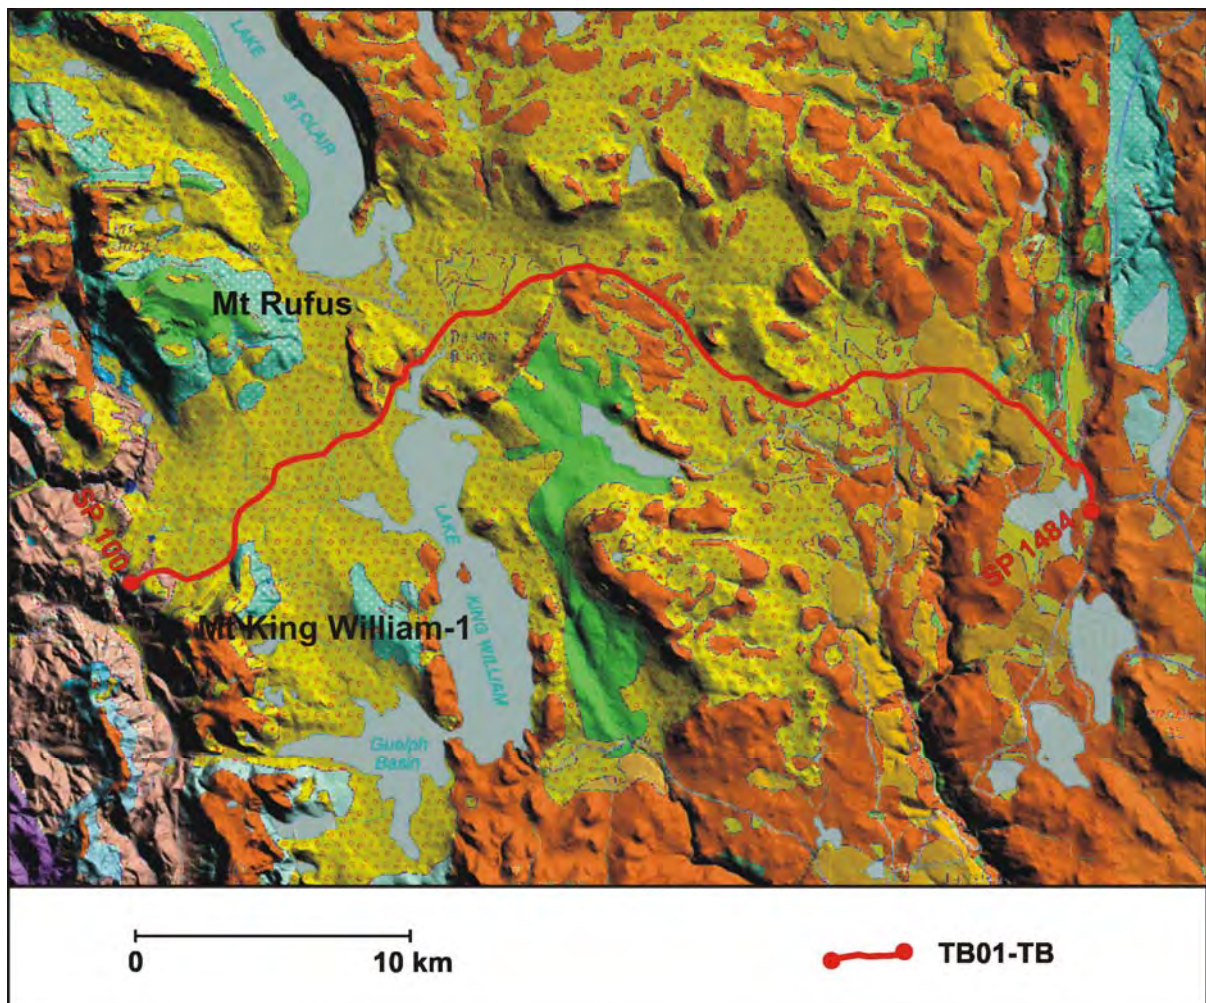 LAKE
ST CLAIR
Mt Rufus
SP 100
LAKE
KING WILLIAM
SP 1484
Mt King William-1
Guelph
Basin
0
10 km
TB01-TB